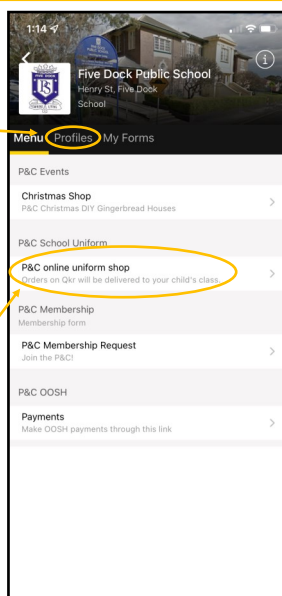 1:14
Five Dock Public School
Henry St, Five Dock
School
Menu Profiles My Forms
P&C Events
Christmas Shop
P&C Christmas DIY Gingerbread Houses
P&C School Uniform
P&C online uniform shop
Orders on Qkr will be delivered to your child's class.
P&C Membership
Membership form
P&C Membership Request
Join the P&C!
P&C OOSH
Payments
Make OOSH payments through this link